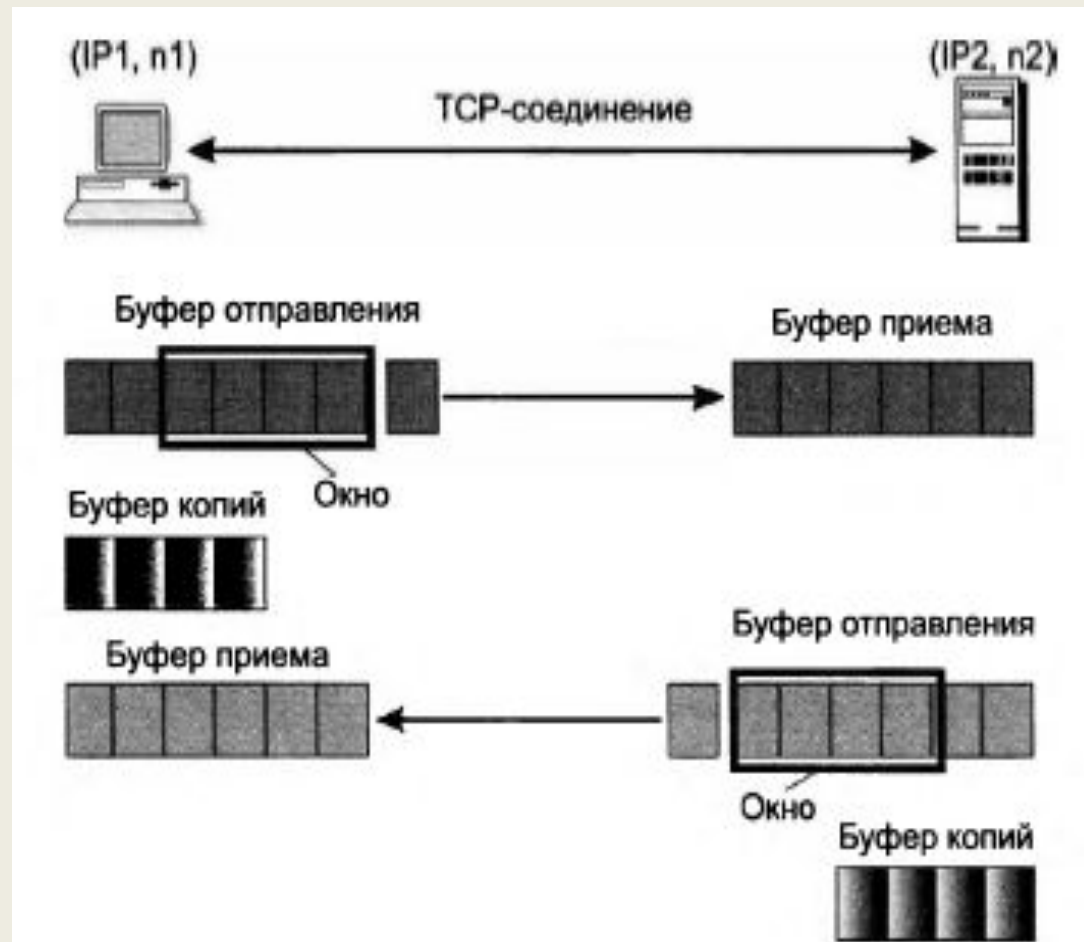 (IP1, n1)
(IP2, n2)
TCP-соединение
Буфер отправления
Буфер приема
Окно
Буфер копий
Буфер отправления
Буфер приема
Окно
Буфер копий